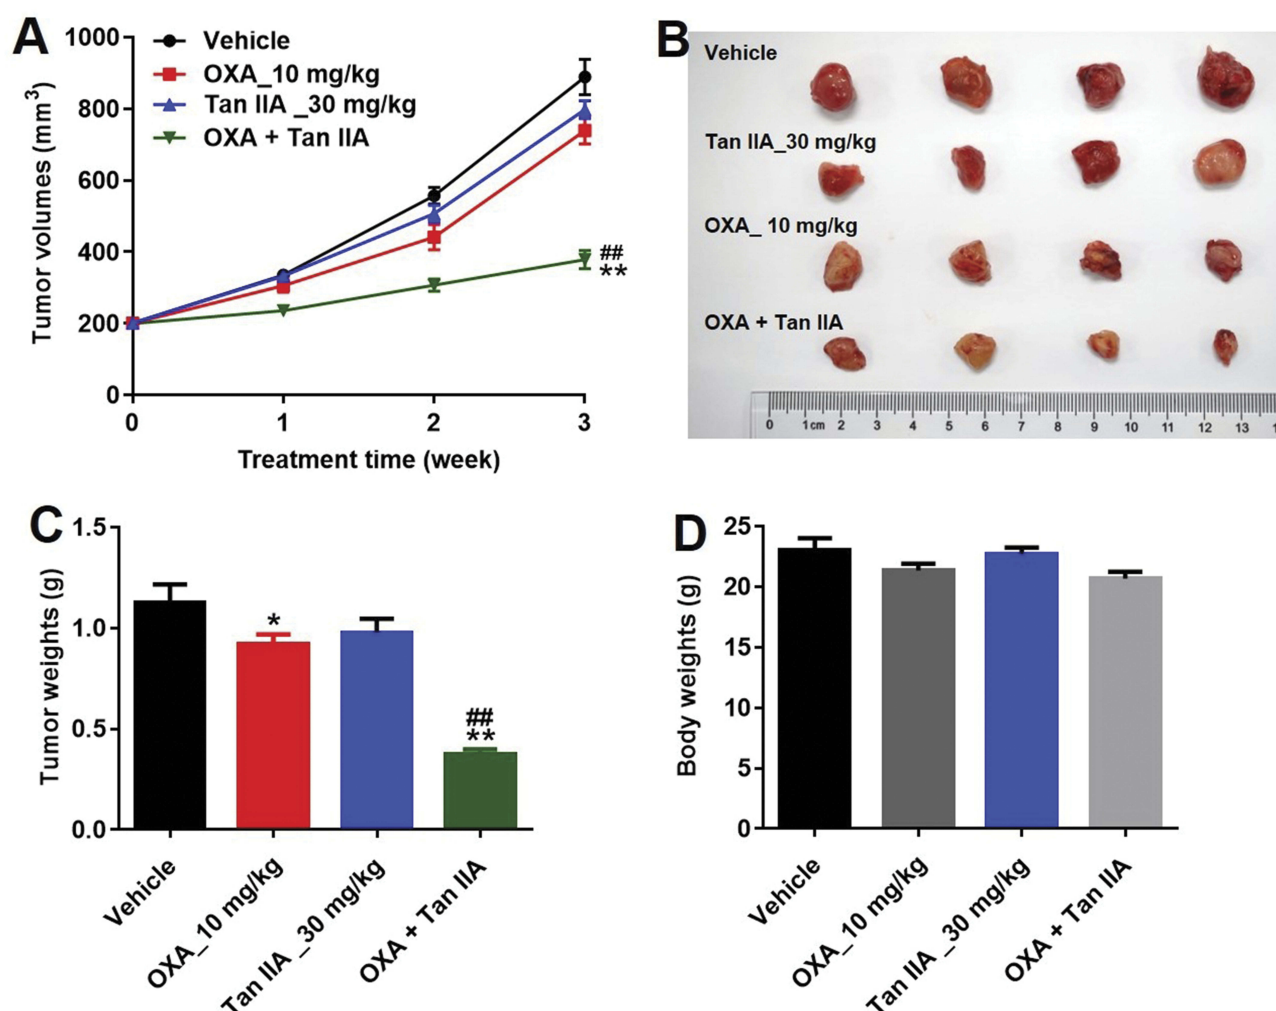 A
1000
800
600
400
200
0
Tumor volumes (mm3)
Vehicle
OXA_10 mg/kg
Tan IIA _30 mg/kg
OXA + Tan IIA
##
**
0 1 2 3
Treatment time (week)
B
Vehicle
Tan IIA_30 mg/kg
OXA_ 10 mg/kg
OXA + Tan IIA
0 1cm 2 3 4 5 6 7 8 9 10 11 12 13
C
1.5
1.0
0.5
0.0
Tumor weights (g)
*
##
**
Vehicle
OXA_10 mg/kg
Tan IIA _30 mg/kg
OXA + Tan IIA
D
25
20
15
10
5
0
Body weights (g)
Vehicle
OXA_10 mg/kg
Tan IIA _30 mg/kg
OXA + Tan IIA